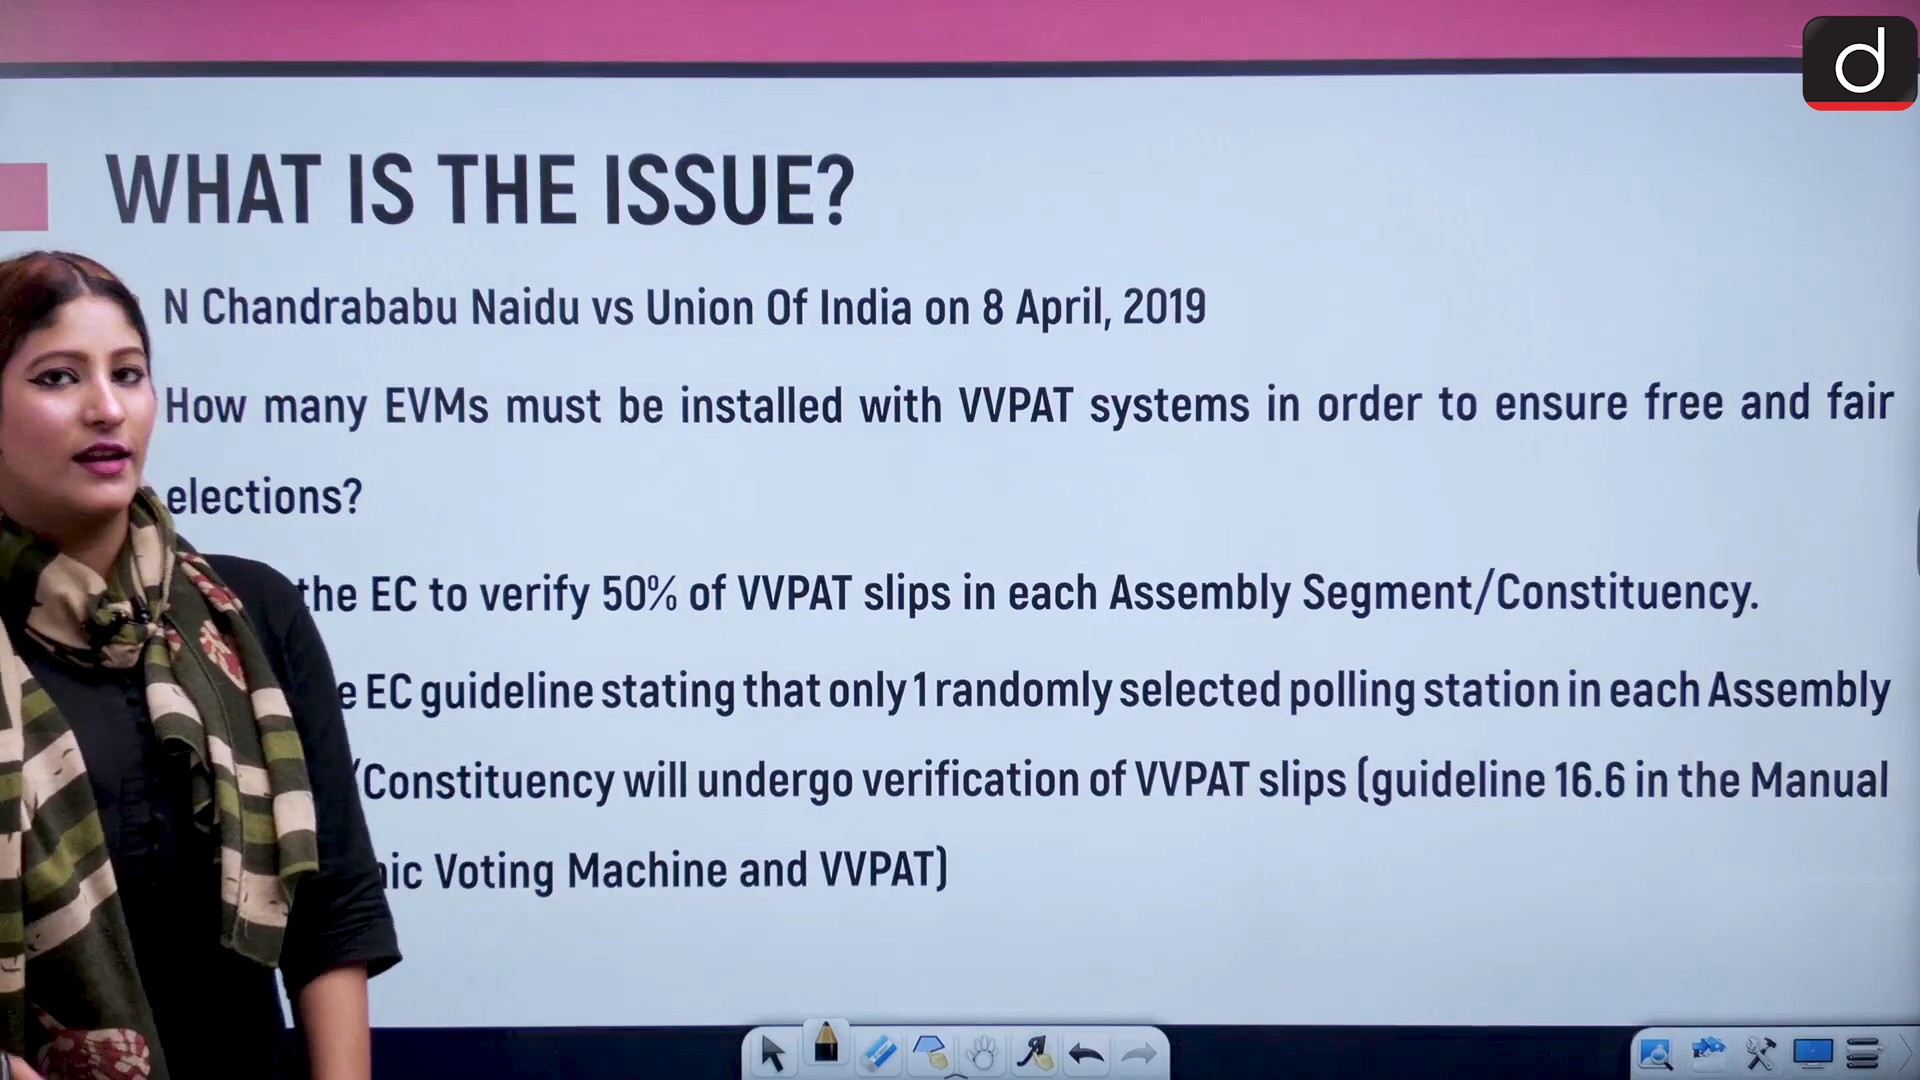 d
WHAT IS THE ISSUE?
N Chandrababu Naidu vs Union Of India on 8 April, 2019
How many EVMs must be installed with VVPAT systems in order to ensure free and fair
elections?
the EC to verify 50% of VVPAT slips in each Assembly Segment/Constituency.
EC guideline stating that only 1 randomly selected polling station in each Assembly
/Constituency will undergo verification of VVPAT slips (guideline 16.6 in the Manual
Voting Machine and VVPAT)